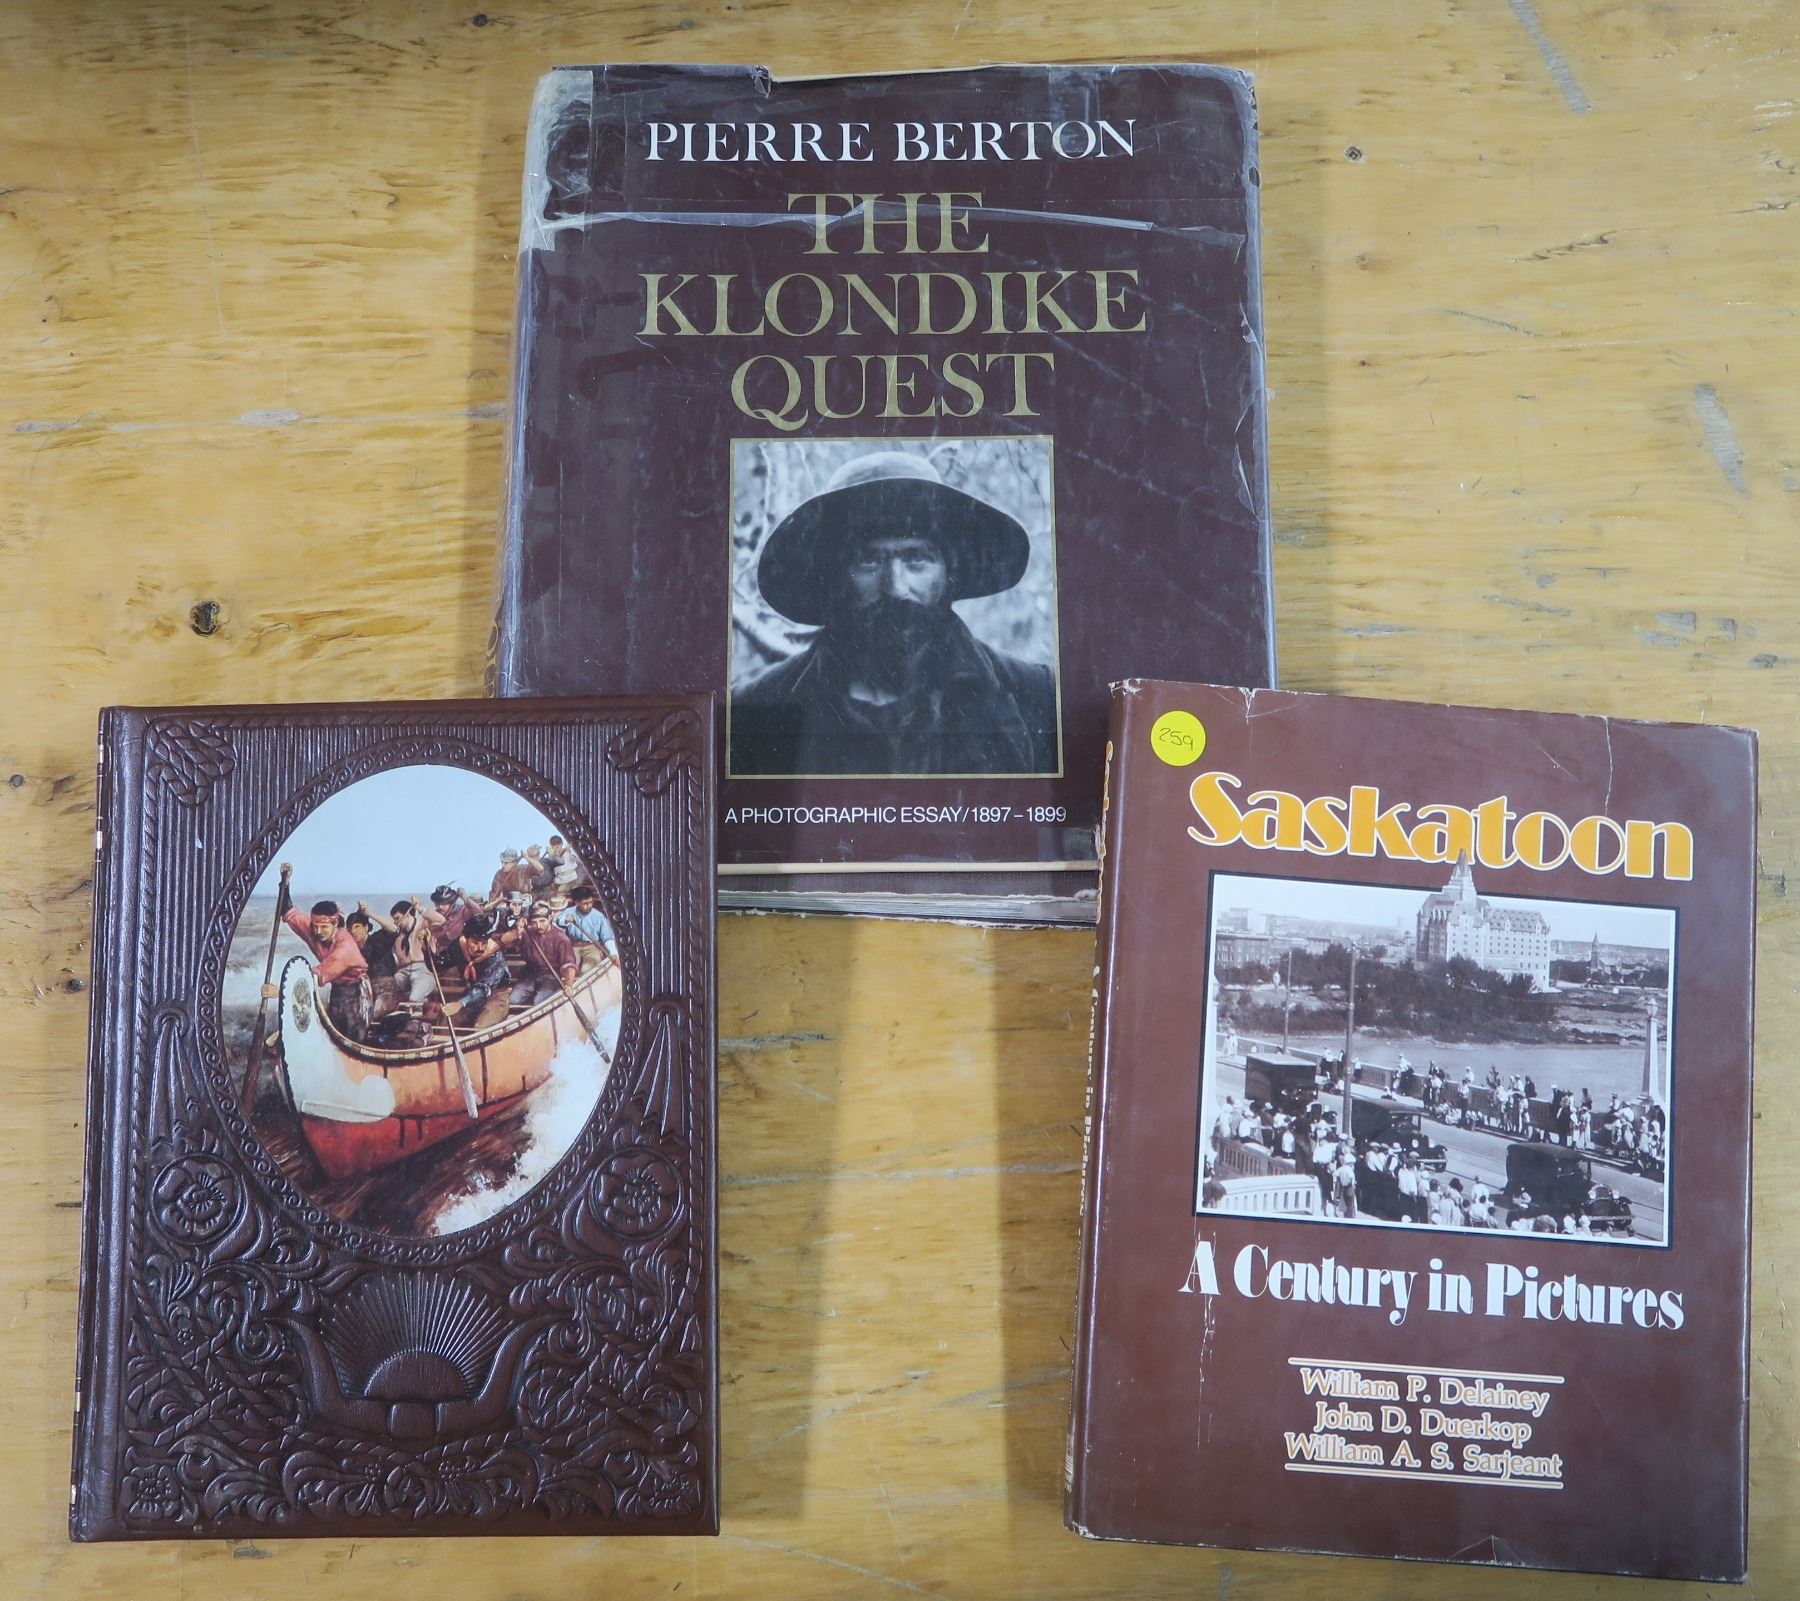 PIERRE BERTON
THE
KLONDIKE
QUEST
A PHOTOGRAPHIC ESSAY/1897-1899
259
Saskatoon
A Century in Pictures
William P. Delainey
John D. Duerkop
William A. S. Sarjeant